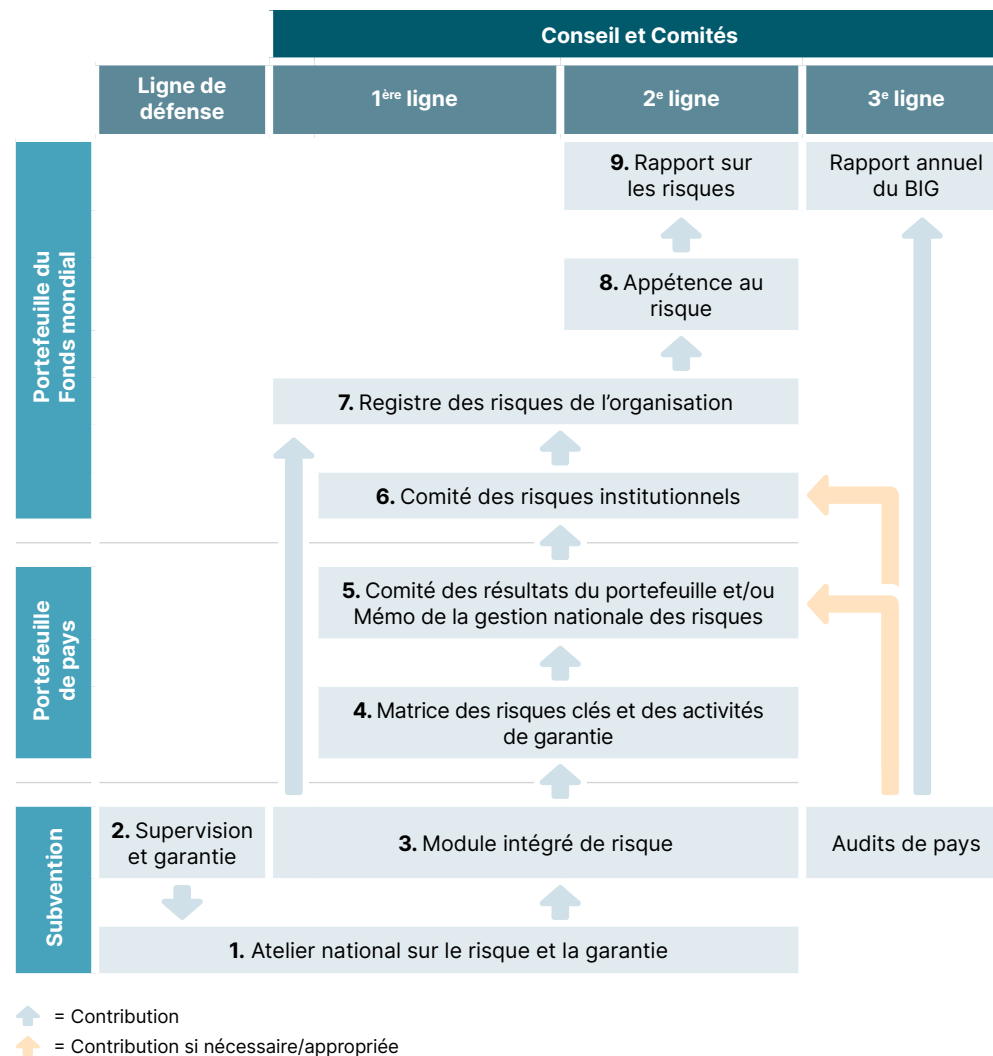 Conseil et Comités
Ligne de
défense
1ère ligne
2e ligne
3e ligne
Portefeuille du
Fonds mondial
9. Rapport sur
les risques
Rapport annuel
du BIG
8. Appétence au
risque
7. Registre des risques de l’organisation
6. Comité des risques institutionnels
Portefeuille
de pays
5. Comité des résultats du portefeuille et/ou
Mémo de la gestion nationale des risques
4. Matrice des risques clés et des activités
de garantie
Subvention
2. Supervision
et garantie
3. Module intégré de risque
Audits de pays
1. Atelier national sur le risque et la garantie
= Contribution
= Contribution si nécessaire/appropriée